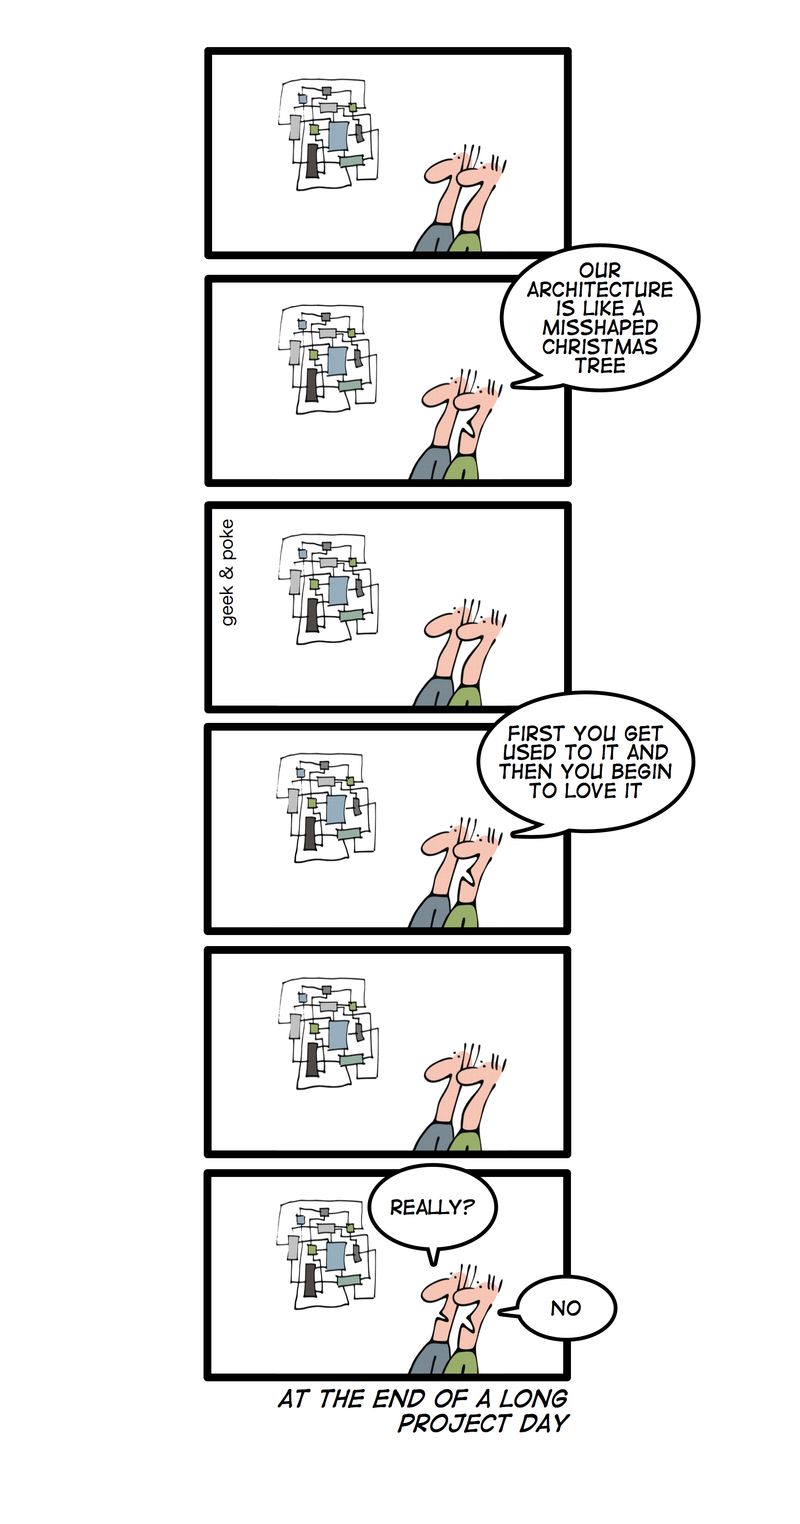 OUR
ARCHITECTURE
IS LIKE A
MISSHAPED
CHRISTMAS
TREE
geek & poke
FIRST YOU GET
USED TO IT AND
THEN YOU BEGIN
TO LOVE IT
REALLY?
NO
AT THE END OF A LONG
PROJECT DAY